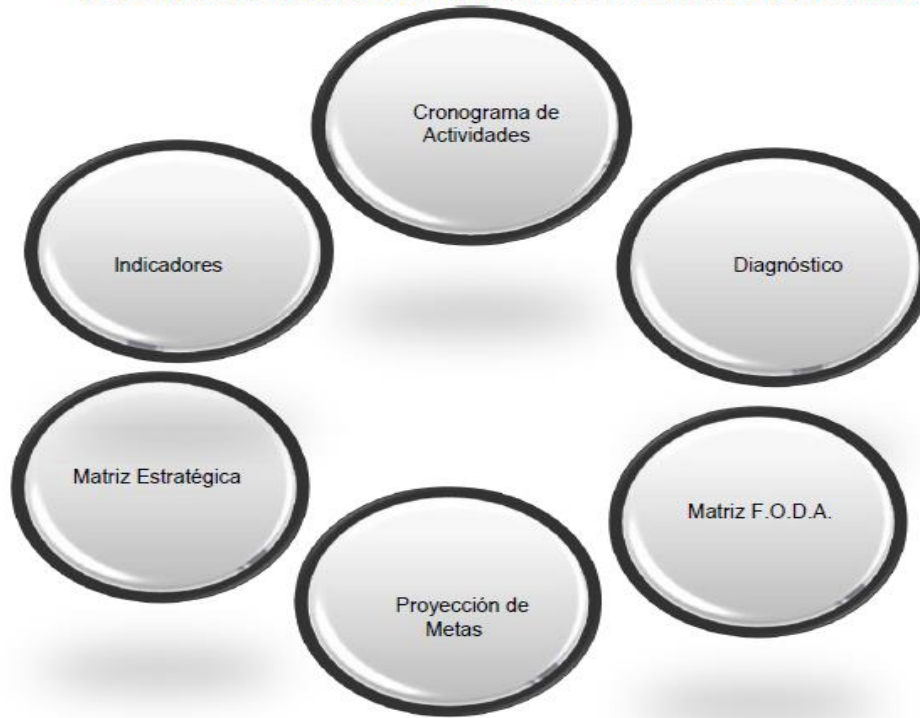 Cronograma de
Actividades
Indicadores
Diagnóstico
Matriz Estratégica
Matriz F.O.D.A.
Proyección de
Metas